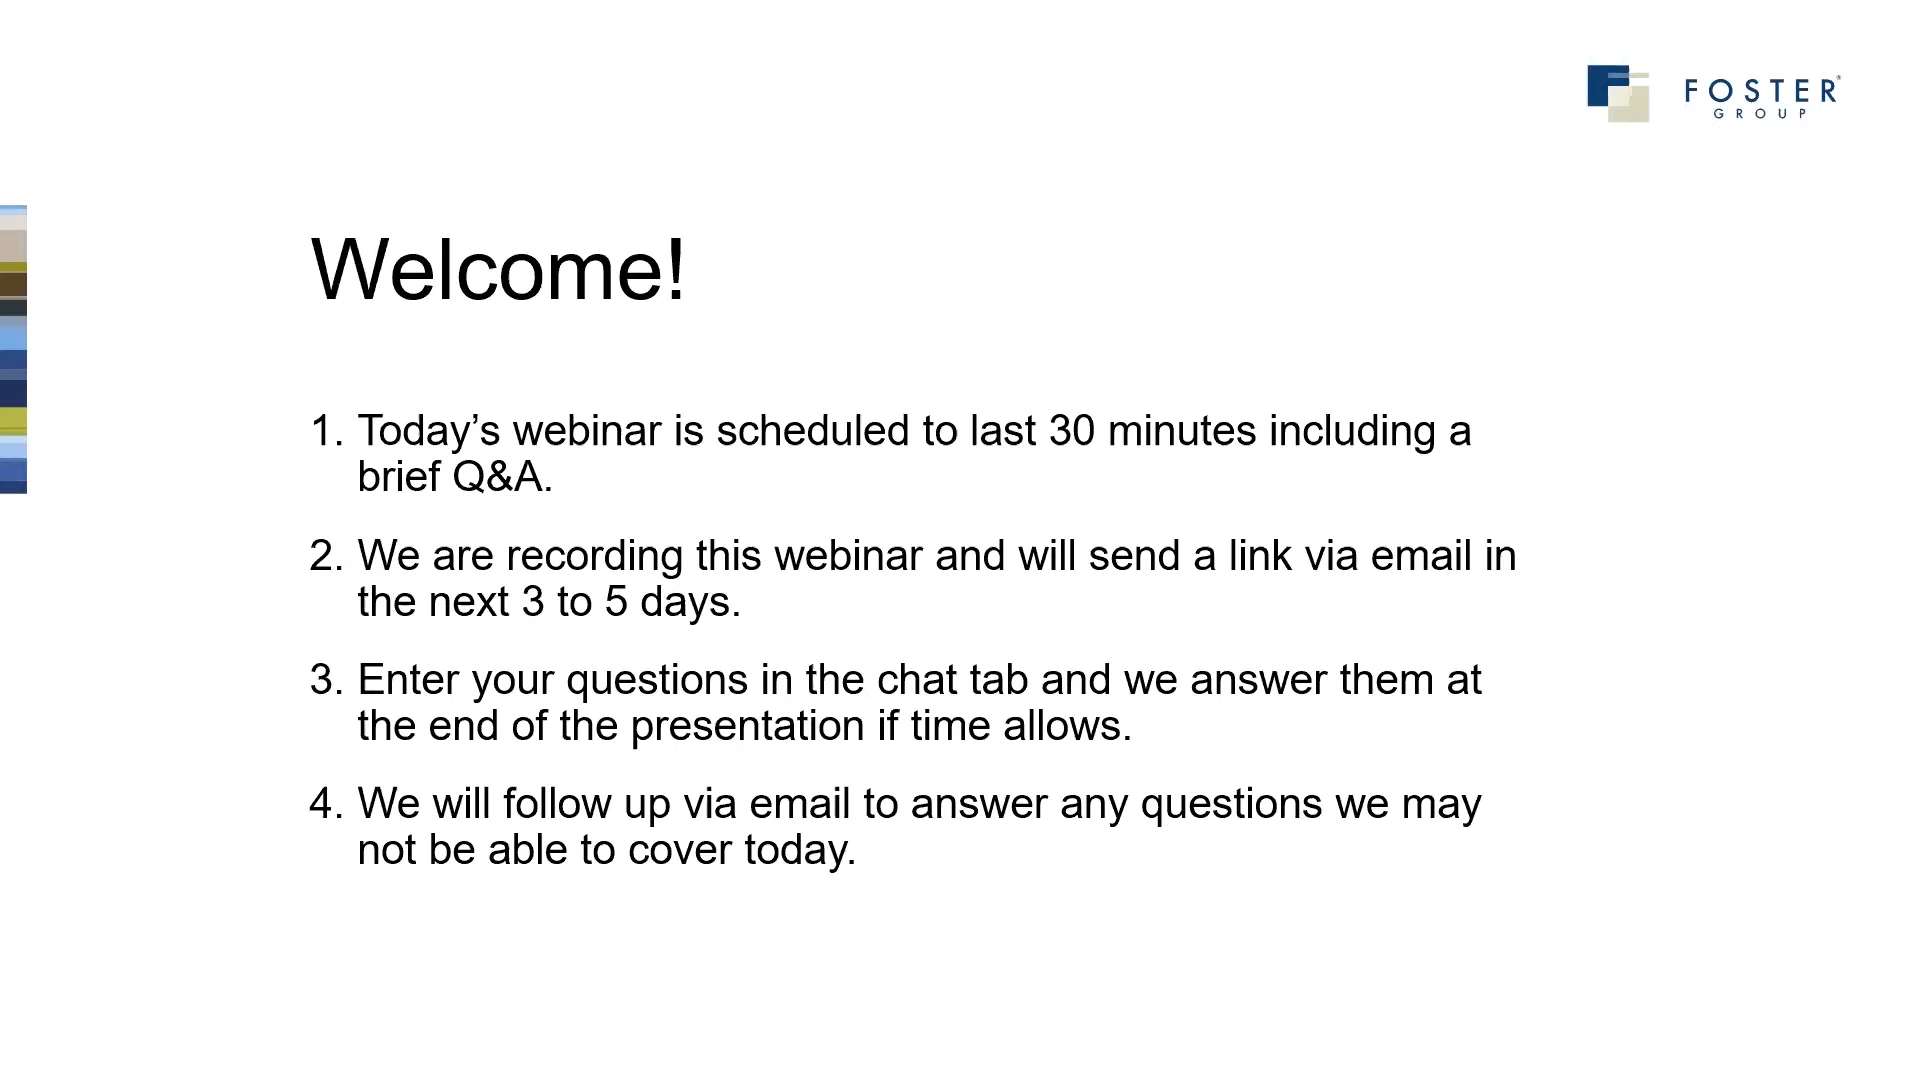 FOSTER®
GROUP
Welcome!
1. Today’s webinar is scheduled to last 30 minutes including a
brief Q&A.
2. We are recording this webinar and will send a link via email in
the next 3 to 5 days.
3. Enter your questions in the chat tab and we answer them at
the end of the presentation if time allows.
4. We will follow up via email to answer any questions we may
not be able to cover today.